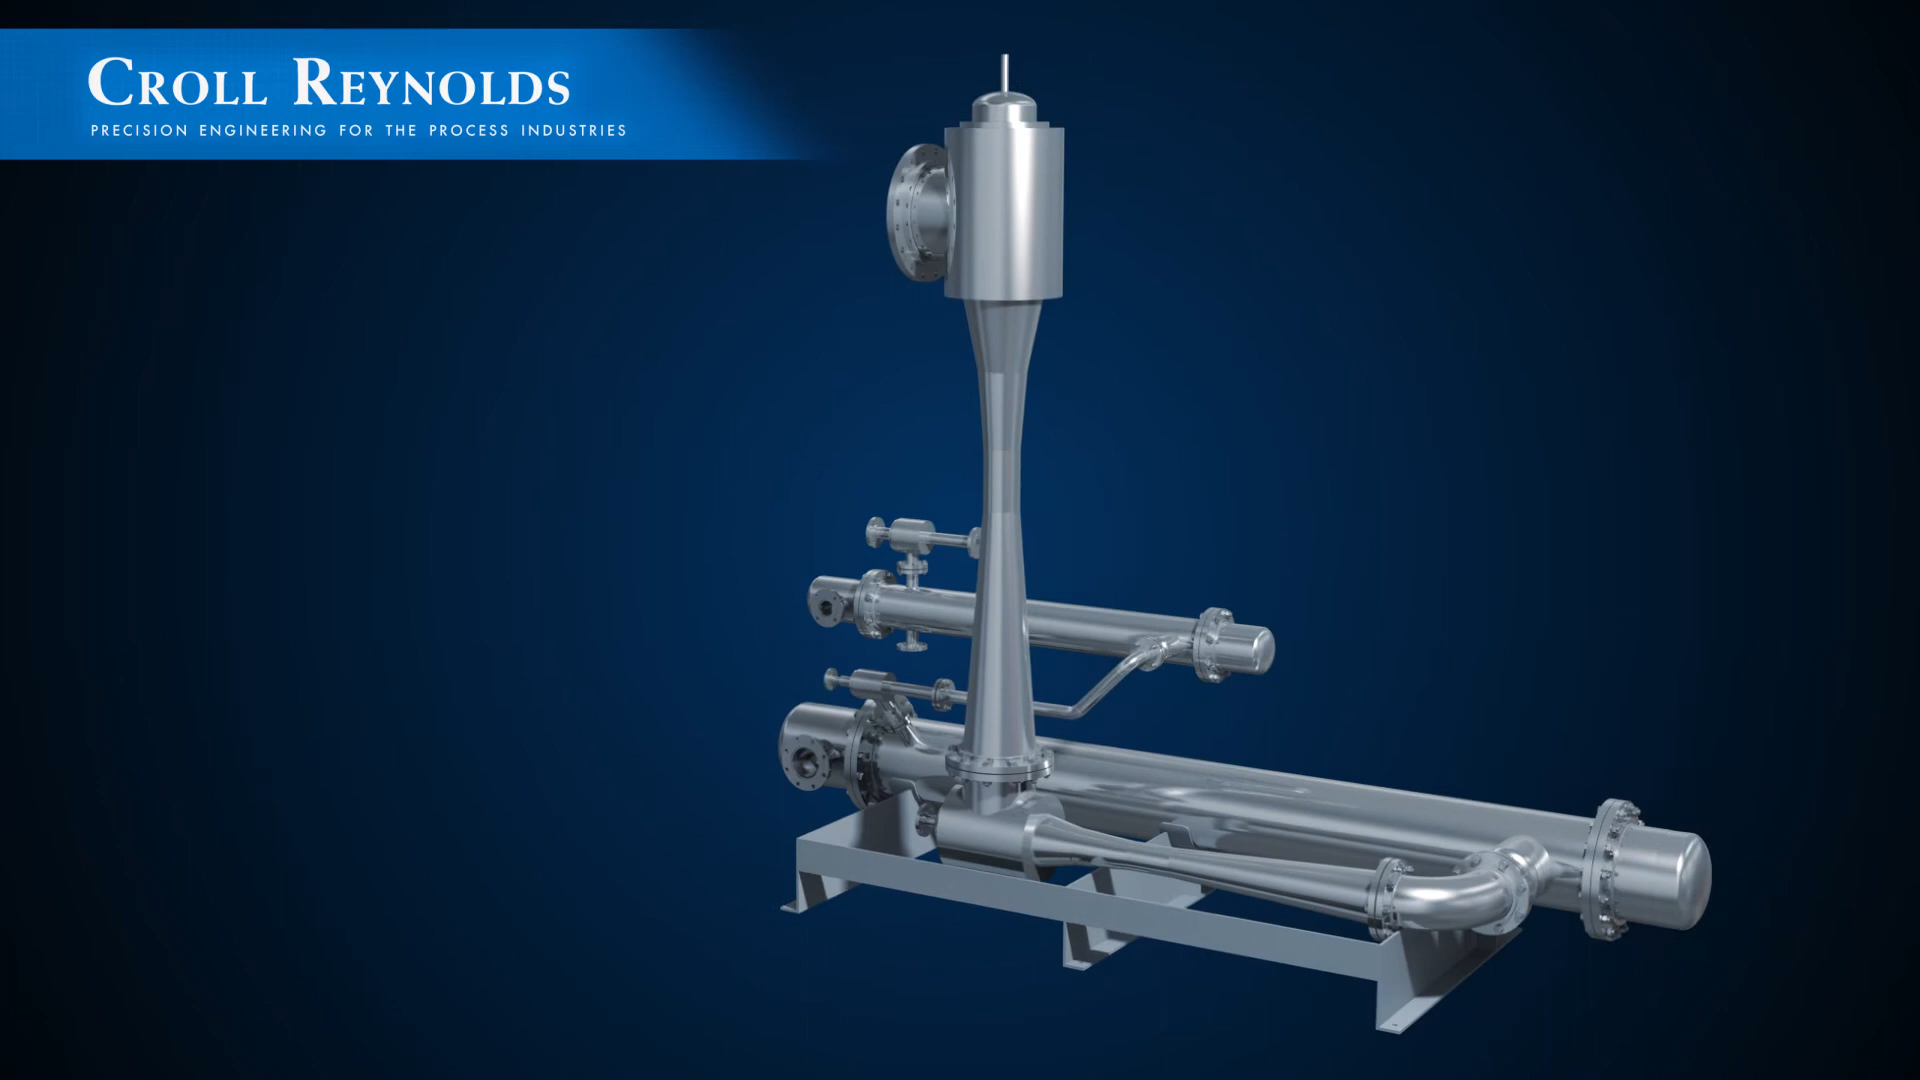 CROLL REYNOLDS
PRECISION ENGINEERING FOR THE PROCESS INDUSTRIES